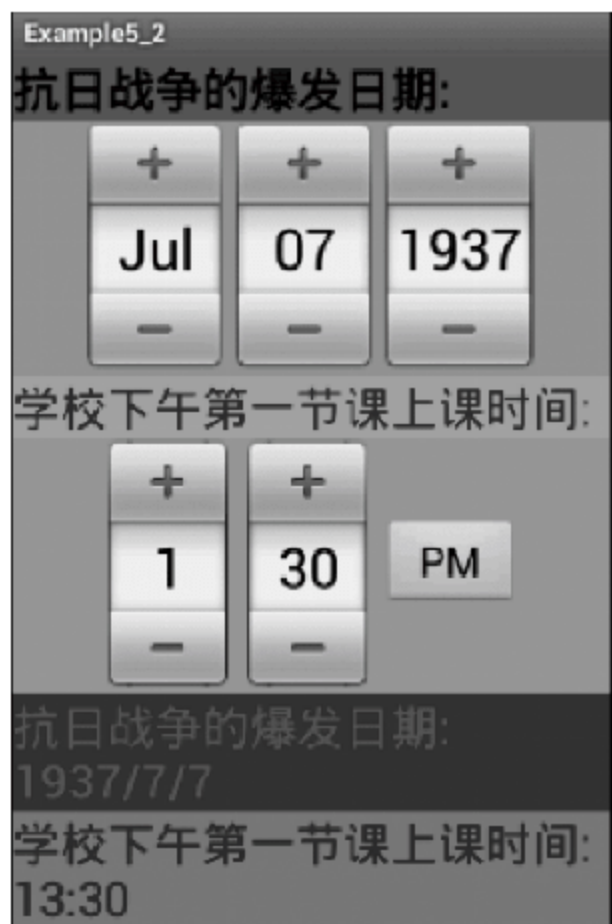 Example5_2
抗日战争的爆发日期:
+ + +
Jul 07 1937
- - -
学校下午第一节课上课时间:
+ +
1 30 PM
- -
抗日战争的爆发日期:
1937/7/7
学校下午第一节课上课时间:
13:30